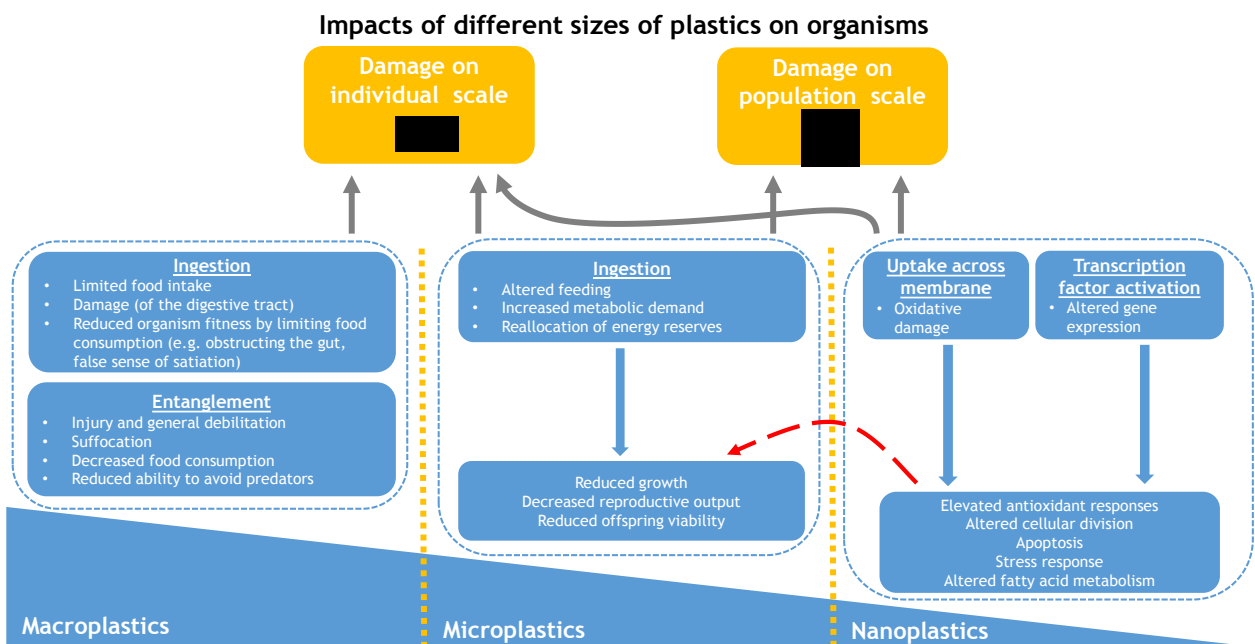 Impacts of different sizes of plastics on organisms
Damage on
individual scale
Damage on
population scale
Ingestion
• Limited food intake
• Damage (of the digestive tract)
• Reduced organism fitness by limiting food
consumption (e.g. obstructing the gut,
false sense of satiation)
Entanglement
• Injury and general debilitation
• Suffocation
• Decreased food consumption
• Reduced ability to avoid predators
Ingestion
• Altered feeding
• Increased metabolic demand
• Reallocation of energy reserves
Reduced growth
Decreased reproductive output
Reduced offspring viability
Uptake across
membrane
• Oxidative
damage
Transcription
factor activation
• Altered gene
expression
Elevated antioxidant responses
Altered cellular division
Apoptosis
Stress response
Altered fatty acid metabolism
Macroplastics
Microplastics
Nanoplastics